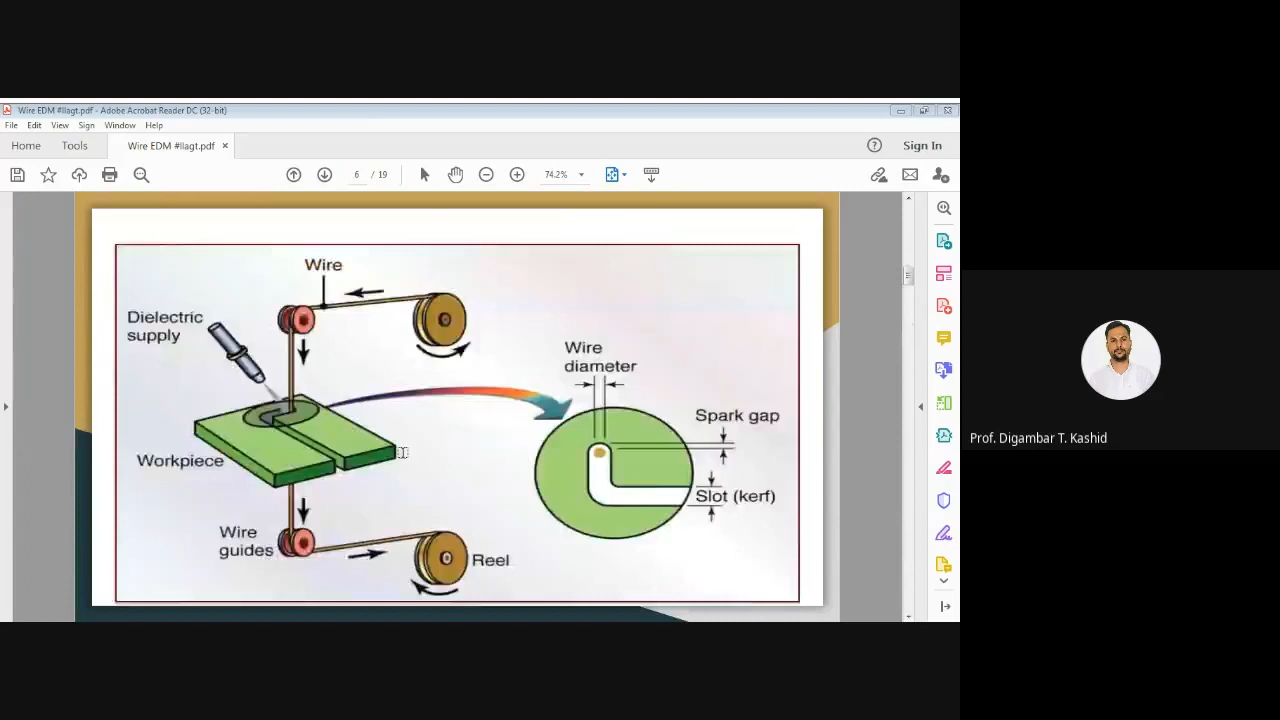 Wire EDM #llagt.pdf - Adobe Acrobat Reader DC (32-bit)
File Edit View Sign Window Help
Home Tools Wire EDM #llagt.pdf × ? Sign In
6 / 19 74.2%
Wire
Dielectric
supply
Workpiece
Wire
guides
Reel
Wire
diameter
Spark gap
Slot (kerf)
Prof. Digambar T. Kashid